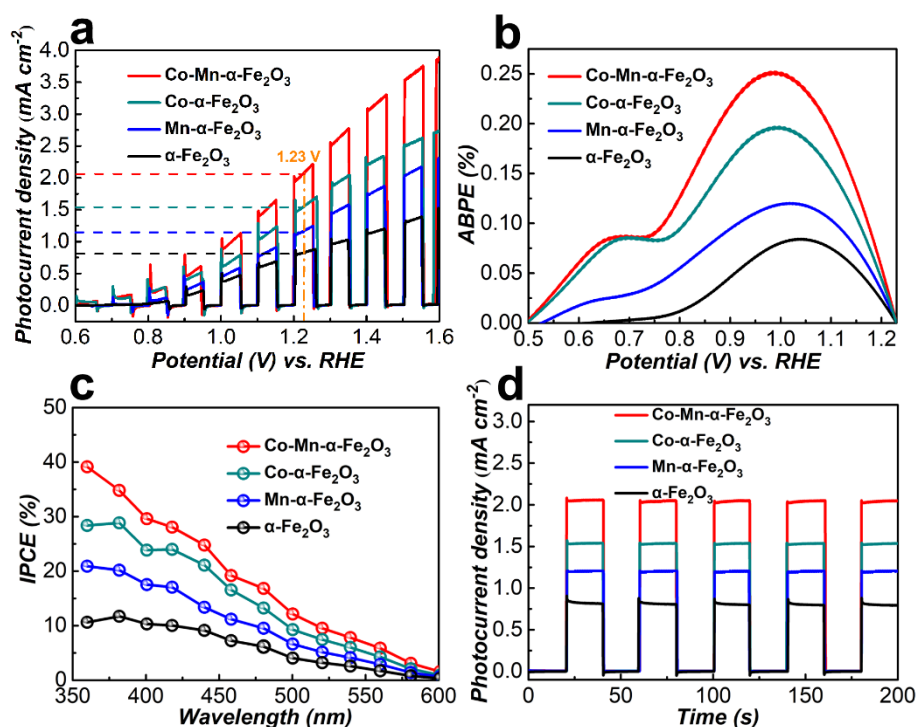 a
Photocurrent density (mA cm⁻²)
4.0
3.5
3.0
2.5
2.0
1.5
1.0
0.5
0.0
Co-Mn-α-Fe₂O₃
Co-α-Fe₂O₃
Mn-α-Fe₂O₃
α-Fe₂O₃
1.23 V
0.6 0.8 1.0 1.2 1.4 1.6
Potential (V) vs. RHE
b
ABPE (%)
0.25
0.20
0.15
0.10
0.05
0.00
Co-Mn-α-Fe₂O₃
Co-α-Fe₂O₃
Mn-α-Fe₂O₃
α-Fe₂O₃
0.5 0.6 0.7 0.8 0.9 1.0 1.1 1.2
Potential (V) vs. RHE
c
IPCE (%)
50
40
30
20
10
0
Co-Mn-α-Fe₂O₃
Co-α-Fe₂O₃
Mn-α-Fe₂O₃
α-Fe₂O₃
350 400 450 500 550 600
Wavelength (nm)
d
Photocurrent density (mA cm⁻²)
3.0
2.5
2.0
1.5
1.0
0.5
0.0
Co-Mn-α-Fe₂O₃
Co-α-Fe₂O₃
Mn-α-Fe₂O₃
α-Fe₂O₃
0 50 100 150 200
Time (s)